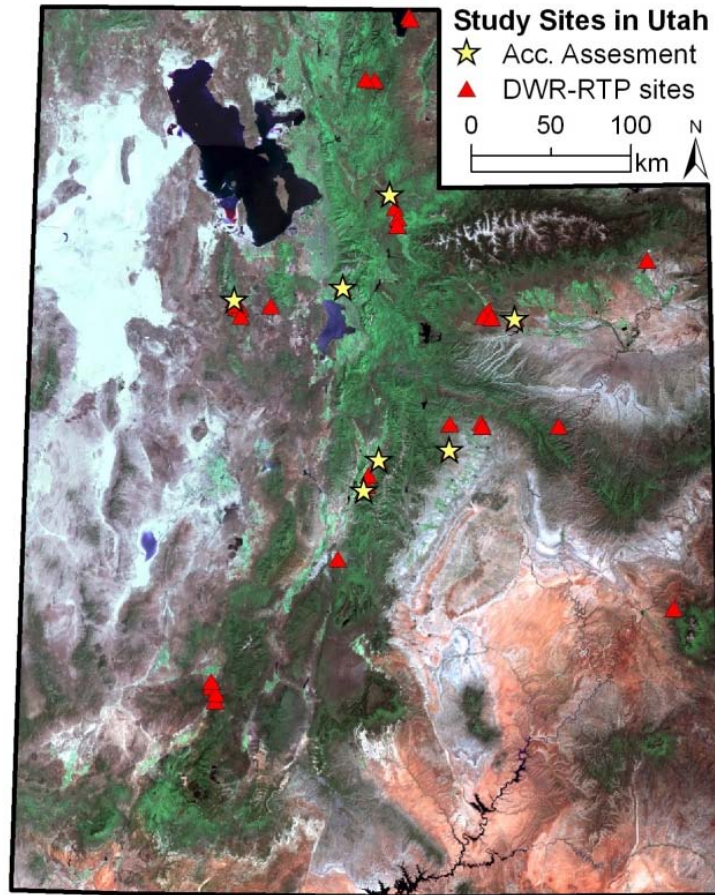 Study Sites in Utah
Acc. Assesment
DWR-RTP sites
0 50 100
km
N